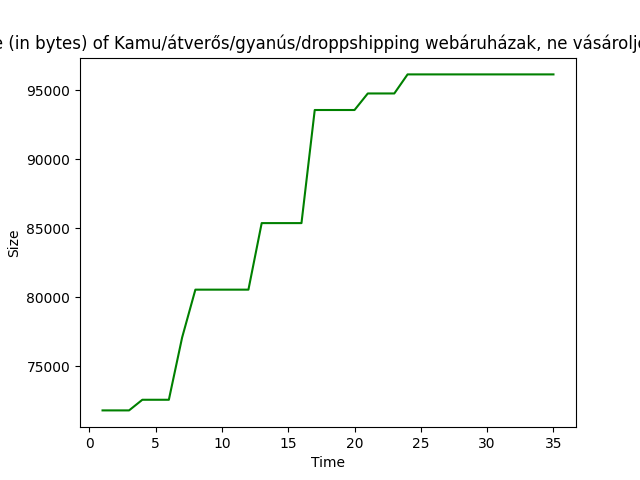 e (in bytes) of Kamu/átverős/gyanús/droppshipping webáruházak, ne vásárolj
95000
90000
85000
80000
75000
Size
0 5 10 15 20 25 30 35
Time